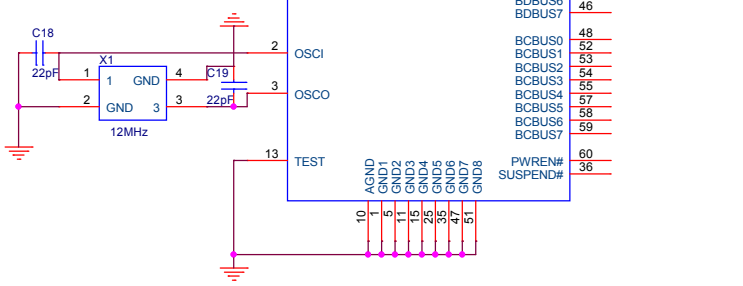 BDBUS6
BDBUS7 46
C18
22pF
X1
1 1 GND 4
2 GND 3 3
12MHz
C19
22pF
2 OSCI
3 OSCO
13 TEST
BCBUS0 48
BCBUS1 52
BCBUS2 53
BCBUS3 54
BCBUS4 55
BCBUS5 57
BCBUS6 58
BCBUS7 59
PWREN# 60
SUSPEND# 36
AGND 10
GND1 1
GND2 5
GND3 11
GND4 15
GND5 25
GND6 35
GND7 47
GND8 51